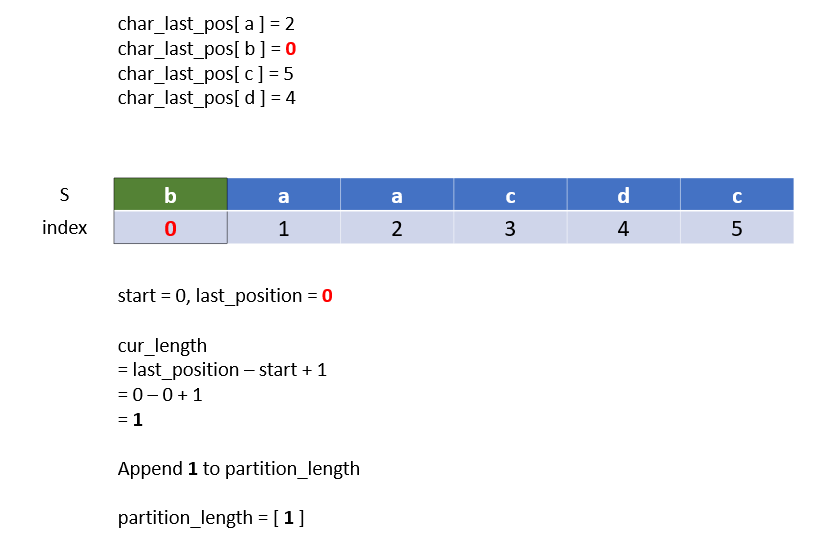 char_last_pos[ a ] = 2
char_last_pos[ b ] = 0
char_last_pos[ c ] = 5
char_last_pos[ d ] = 4
S b a a c d c
index 0 1 2 3 4 5
start = 0, last_position = 0
cur_length
= last_position – start + 1
= 0 – 0 + 1
= 1
Append 1 to partition_length
partition_length = [ 1 ]